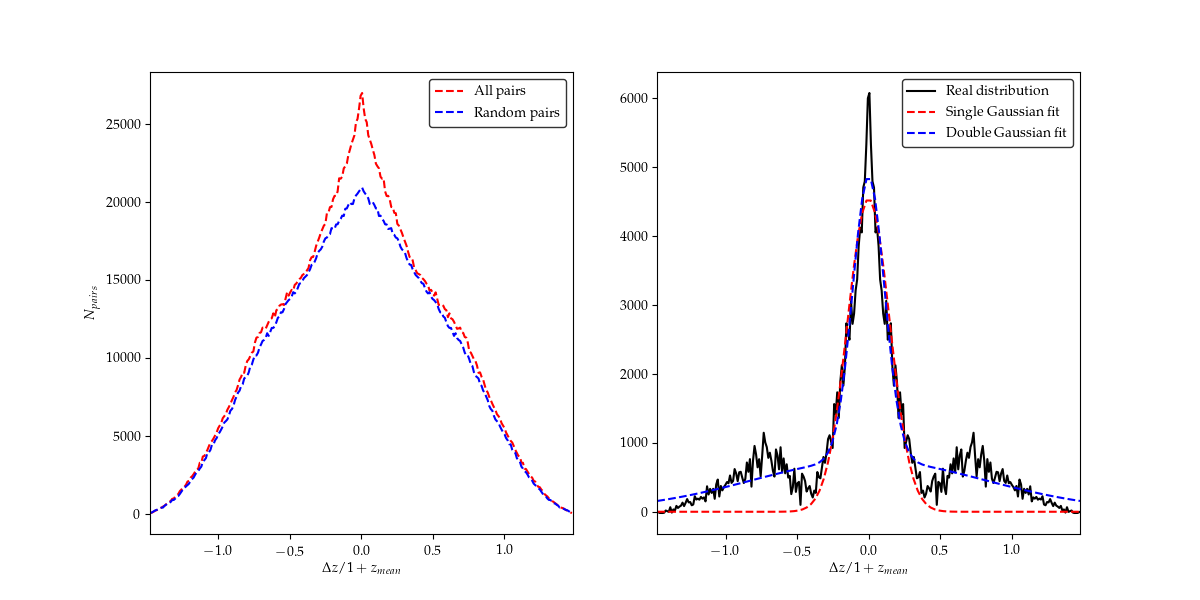 All pairs
Random pairs
25000
20000
15000
10000
5000
0
N_pairs
−1.0 −0.5 0.0 0.5 1.0
Δz/1 + z_mean
Real distribution
Single Gaussian fit
Double Gaussian fit
6000
5000
4000
3000
2000
1000
0
−1.0 −0.5 0.0 0.5 1.0
Δz/1 + z_mean